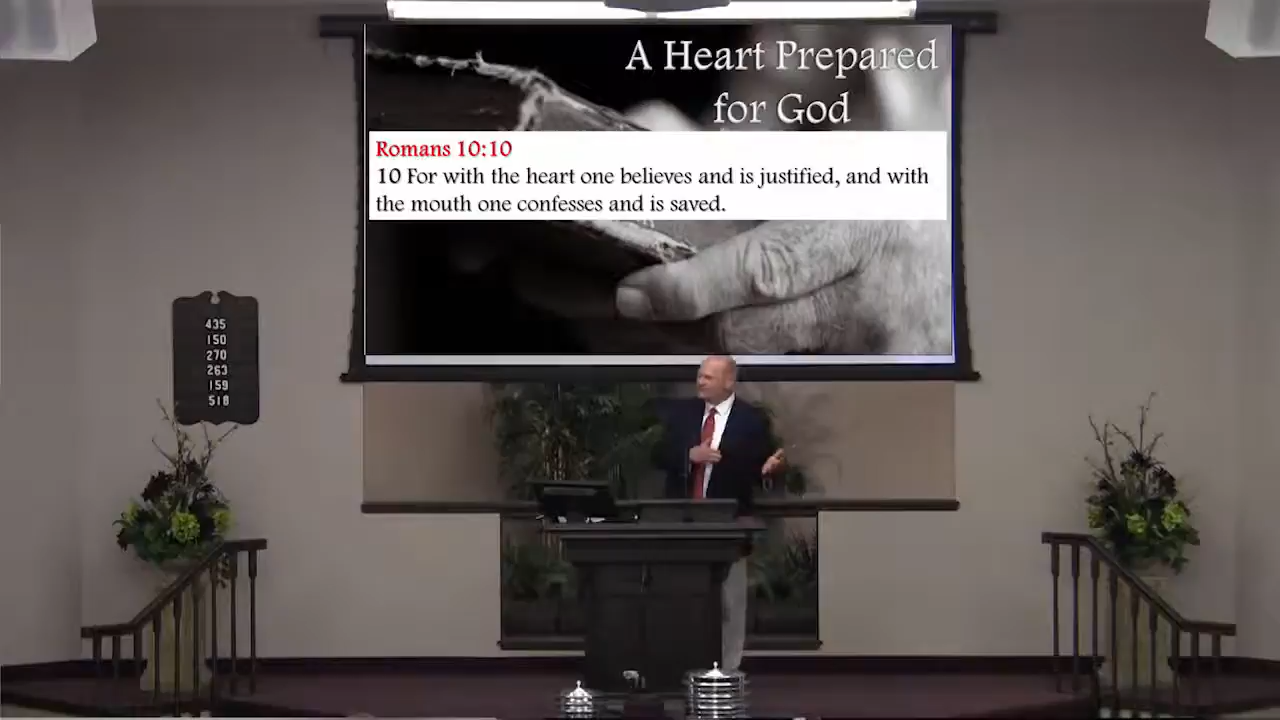 A Heart Prepared
for God
Romans 10:10
10 For with the heart one believes and is justified, and with
the mouth one confesses and is saved.
435
150
270
263
159
518